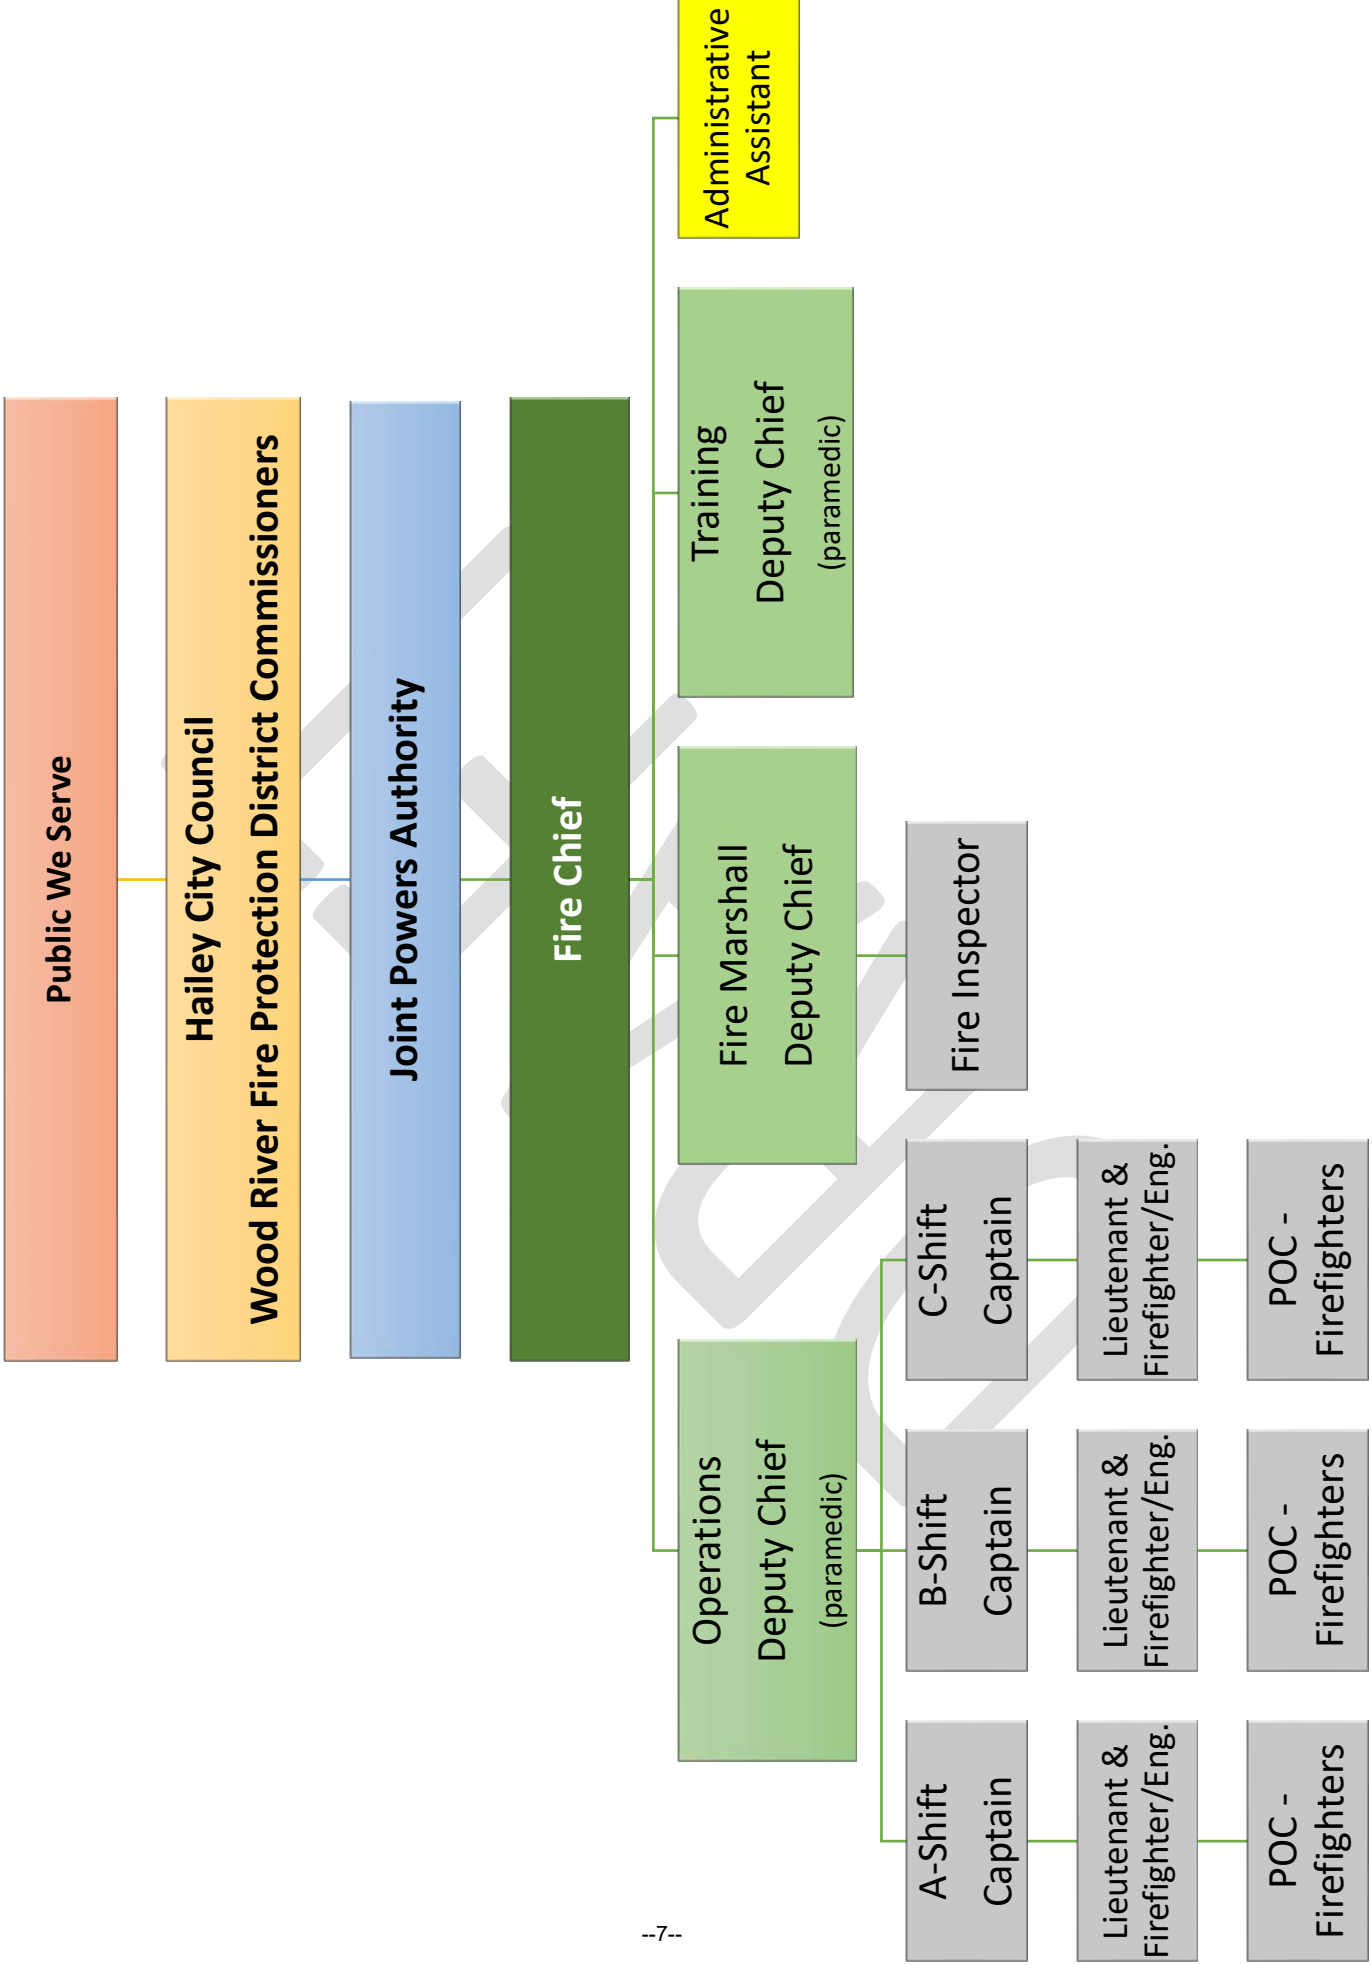 Public We Serve
Hailey City Council
Wood River Fire Protection District Commissioners
Joint Powers Authority
Fire Chief
Operations
Deputy Chief
(paramedic)
Fire Marshall
Deputy Chief
Training
Deputy Chief
(paramedic)
Administrative
Assistant
A-Shift
Captain
B-Shift
Captain
C-Shift
Captain
Fire Inspector
Lieutenant &
Firefighter/Eng.
Lieutenant &
Firefighter/Eng.
Lieutenant &
Firefighter/Eng.
POC -
Firefighters
POC -
Firefighters
POC -
Firefighters
--7--
DRAFT